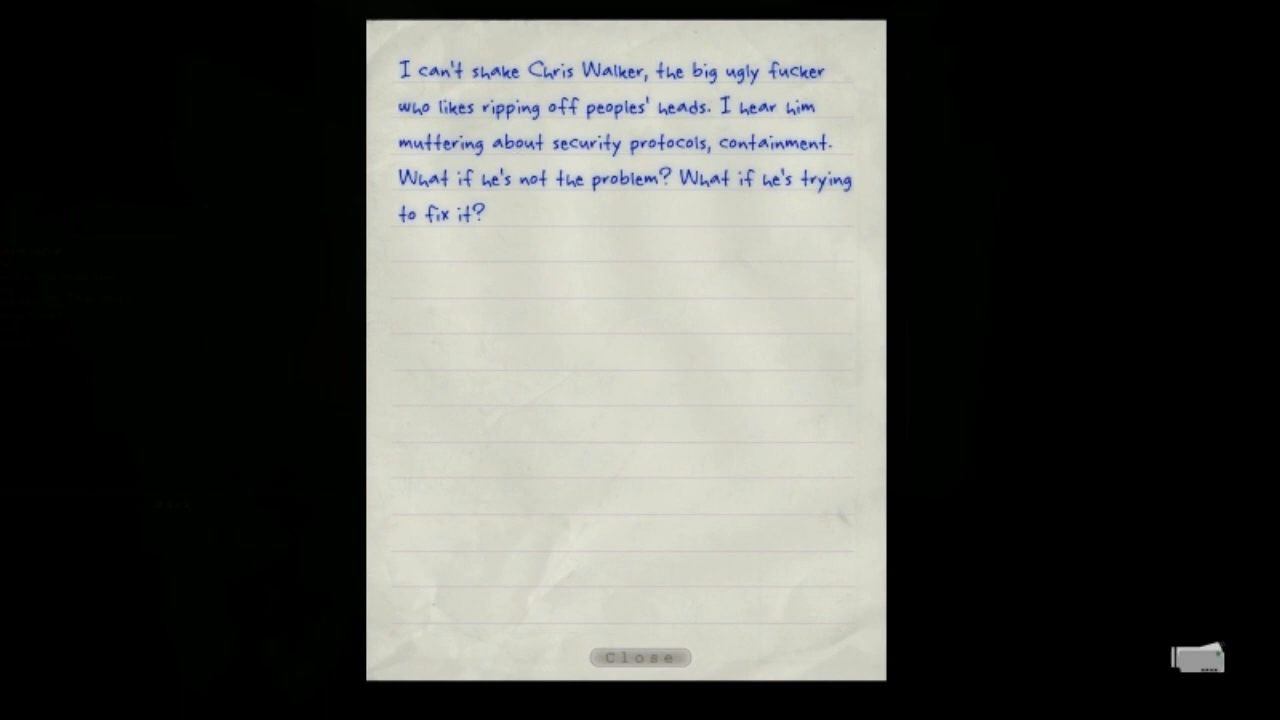 I can't shake Chris Walker, the big ugly fucker
who likes ripping off peoples' heads. I hear him
muttering about security protocols, containment.
What if he's not the problem? What if he's trying
to fix it?
Close